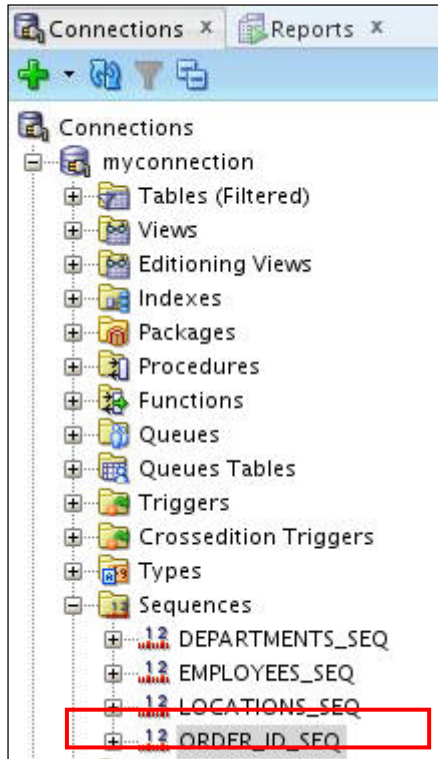 Connections
Reports
Connections
myconnection
Tables (Filtered)
Views
Editioning Views
Indexes
Packages
Procedures
Functions
Queues
Queues Tables
Triggers
Crossedition Triggers
Types
Sequences
DEPARTMENTS_SEQ
EMPLOYEES_SEQ
LOCATIONS_SEQ
ORDER_ID_SEQ